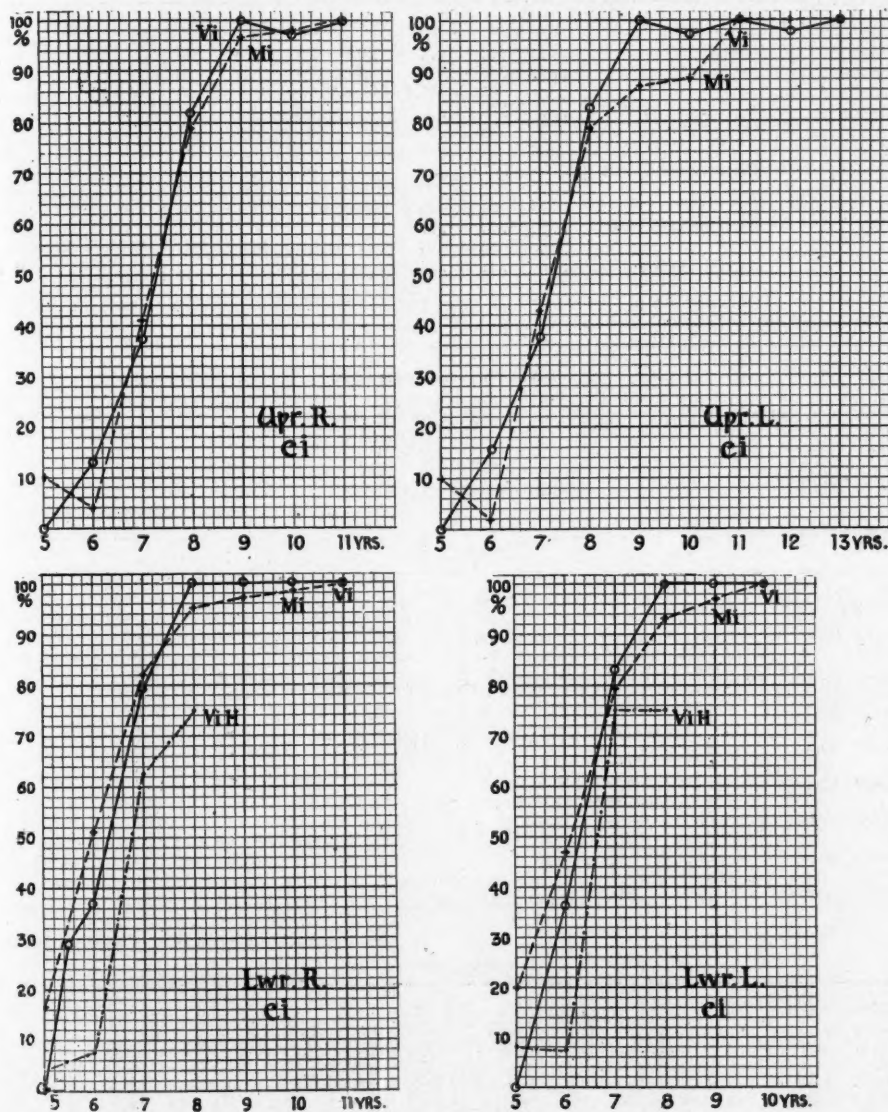 100
%
90
80
70
60
50
40
30
20
10
Vi
Mi
Upr. R.
ci
5 6 7 8 9 10 11 YRS.
100
%
90
80
70
60
50
40
30
20
10
Vi
Mi
Upr. L.
ci
5 6 7 8 9 10 11 12 13 YRS.
100
%
90
80
70
60
50
40
30
20
10
Mi Vi
ViH
Lwr. R.
ci
5 6 7 8 9 10 11 YRS.
100
%
90
80
70
60
50
40
30
20
10
Vi
Mi
ViH
Lwr. L.
ci
5 6 7 8 9 10 YRS.